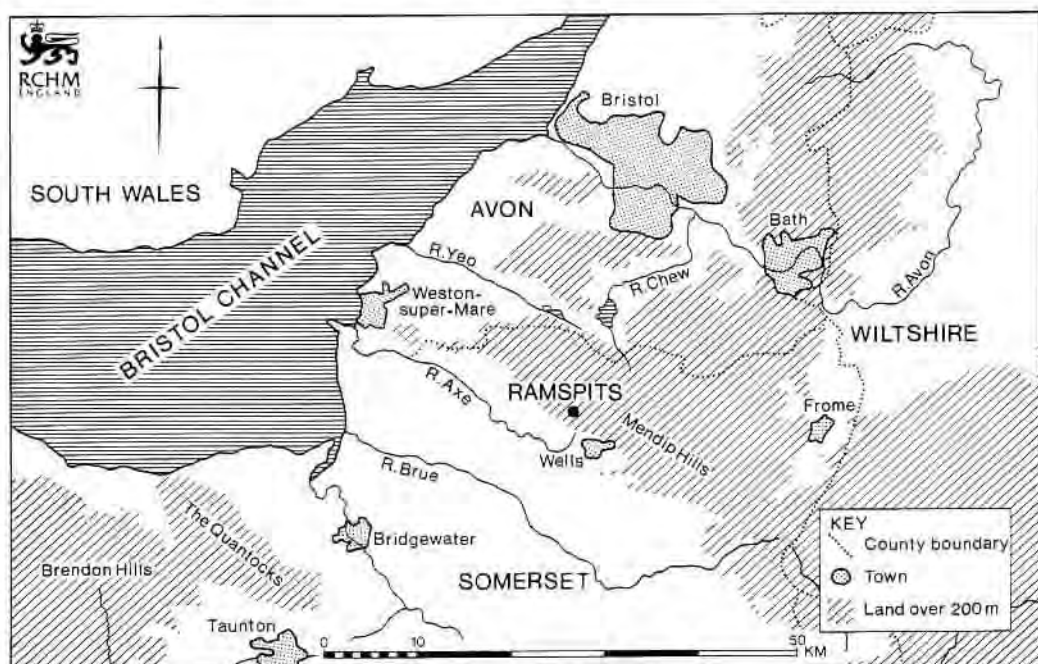 RCHM
ENGLAND
SOUTH WALES
BRISTOL CHANNEL
Bristol
AVON
Bath
R.Yeo
R.Chew
R.Avon
Weston-
super-Mare
WILTSHIRE
R.Axe
RAMSPITS
Mendip Hills
Frome
Wells
R.Brue
The Quantocks
Bridgewater
Brendon Hills
SOMERSET
Taunton
KEY
County boundary
Town
Land over 200 m
0 10 50
KM